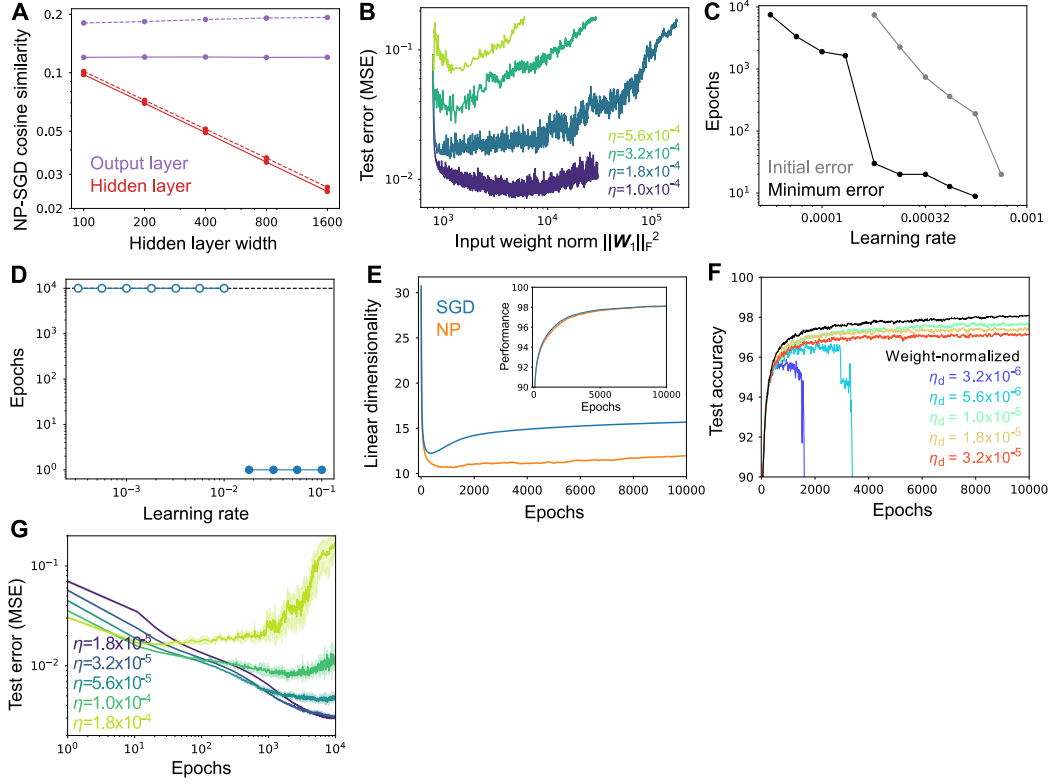 A
NP-SGD cosine similarity
0.2
0.1
0.05
0.03
0.02
Output layer
Hidden layer
100 200 400 800 1600
Hidden layer width
B
Test error (MSE)
10⁻¹
10⁻²
η=5.6x10⁻⁴
η=3.2x10⁻⁴
η=1.8x10⁻⁴
η=1.0x10⁻⁴
10³ 10⁴ 10⁵
Input weight norm ||W₁||F²
C
Epochs
10⁴
10³
10²
10¹
Initial error
Minimum error
0.0001 0.00032 0.001
Learning rate
D
Epochs
10⁴
10³
10²
10¹
10⁰
10⁻³ 10⁻² 10⁻¹
Learning rate
E
Linear dimensionality
30
25
20
15
10
SGD
NP
Performance
100
98
96
94
92
90
0 5000 10000
Epochs
0 2000 4000 6000 8000 10000
Epochs
F
Test accuracy
100
98
96
94
92
90
Weight-normalized
ηd = 3.2x10⁻⁶
ηd = 5.6x10⁻⁶
ηd = 1.0x10⁻⁵
ηd = 1.8x10⁻⁵
ηd = 3.2x10⁻⁵
0 2000 4000 6000 8000 10000
Epochs
G
Test error (MSE)
10⁻¹
10⁻²
η=1.8x10⁻⁵
η=3.2x10⁻⁵
η=5.6x10⁻⁵
η=1.0x10⁻⁴
η=1.8x10⁻⁴
10⁰ 10¹ 10² 10³ 10⁴
Epochs